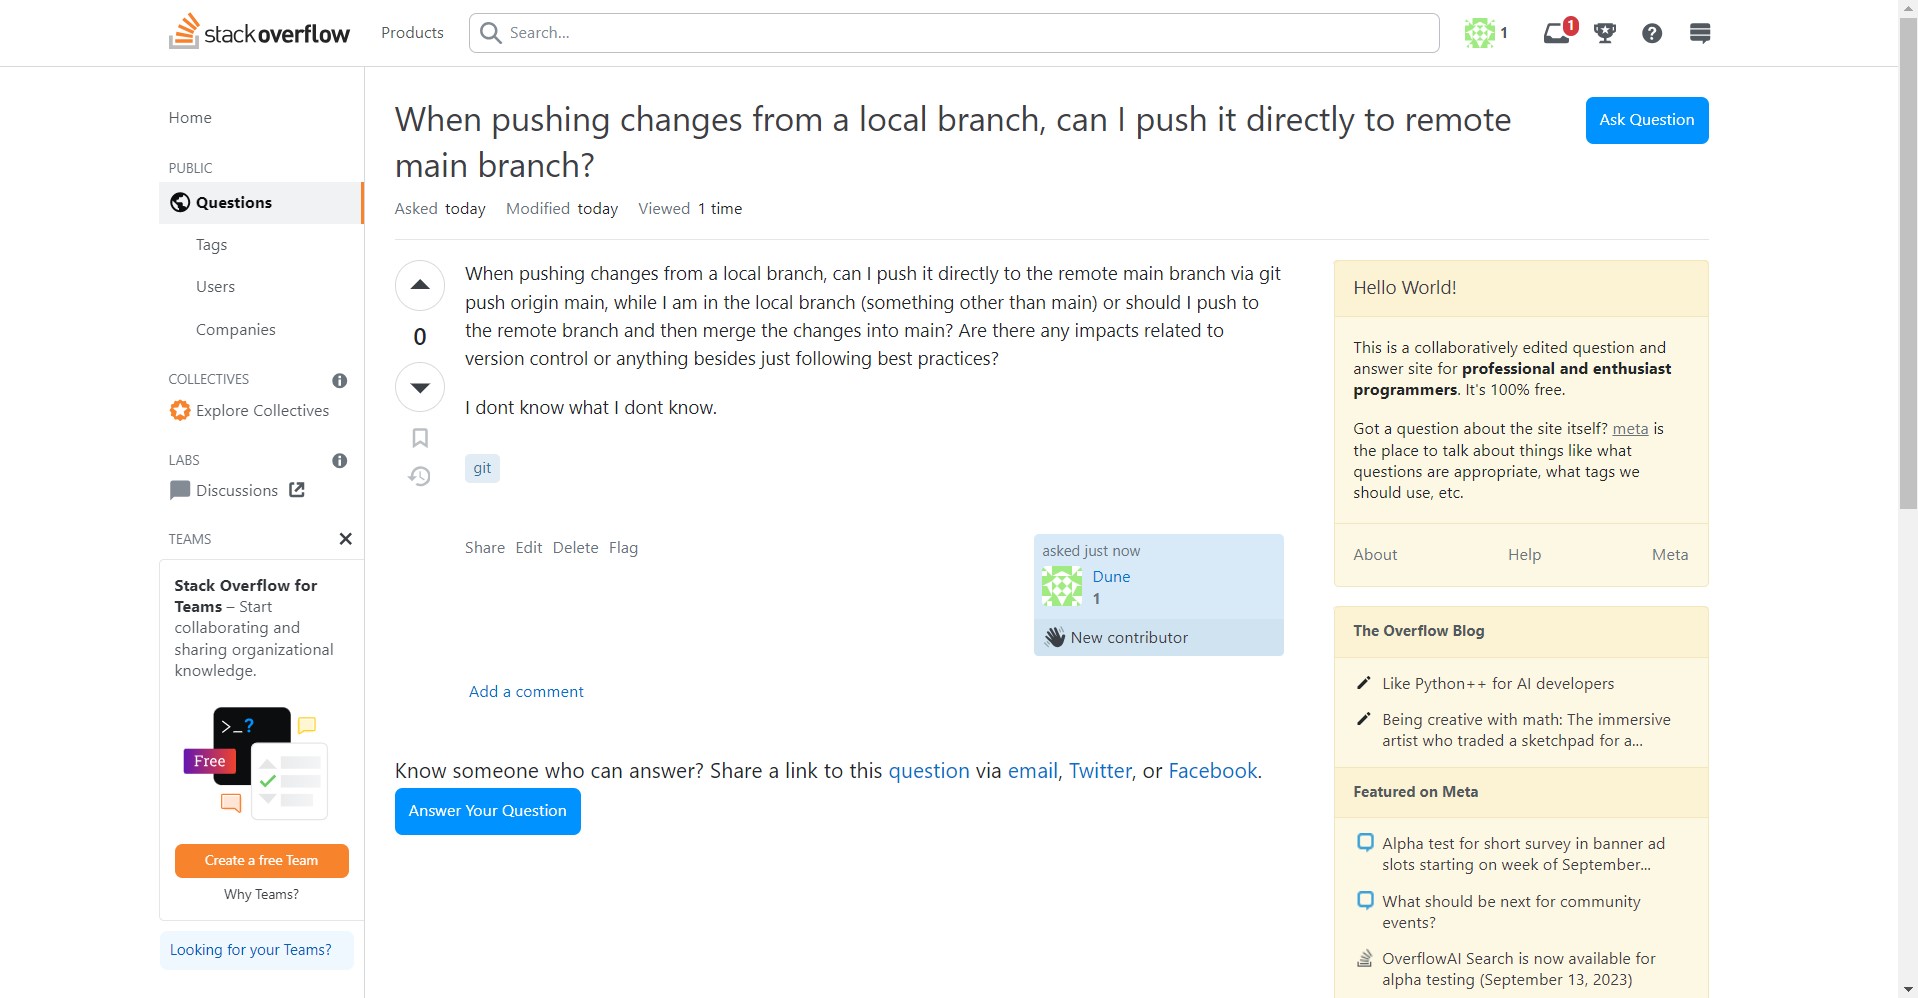 stackoverflow
Products
Search...
1
1
Home
PUBLIC
Questions
Tags
Users
Companies
COLLECTIVES
Explore Collectives
LABS
Discussions
TEAMS
Stack Overflow for
Teams – Start
collaborating and
sharing organizational
knowledge.
>_?
Free
Create a free Team
Why Teams?
Looking for your Teams?
When pushing changes from a local branch, can I push it directly to remote
main branch?
Ask Question
Asked today Modified today Viewed 1 time
0
When pushing changes from a local branch, can I push it directly to the remote main branch via git
push origin main, while I am in the local branch (something other than main) or should I push to
the remote branch and then merge the changes into main? Are there any impacts related to
version control or anything besides just following best practices?
I dont know what I dont know.
git
Share Edit Delete Flag
asked just now
Dune
1
New contributor
Add a comment
Know someone who can answer? Share a link to this question via email, Twitter, or Facebook.
Answer Your Question
Hello World!
This is a collaboratively edited question and
answer site for professional and enthusiast
programmers. It's 100% free.
Got a question about the site itself? meta is
the place to talk about things like what
questions are appropriate, what tags we
should use, etc.
About Help Meta
The Overflow Blog
Like Python++ for AI developers
Being creative with math: The immersive
artist who traded a sketchpad for a...
Featured on Meta
Alpha test for short survey in banner ad
slots starting on week of September...
What should be next for community
events?
OverflowAI Search is now available for
alpha testing (September 13, 2023)